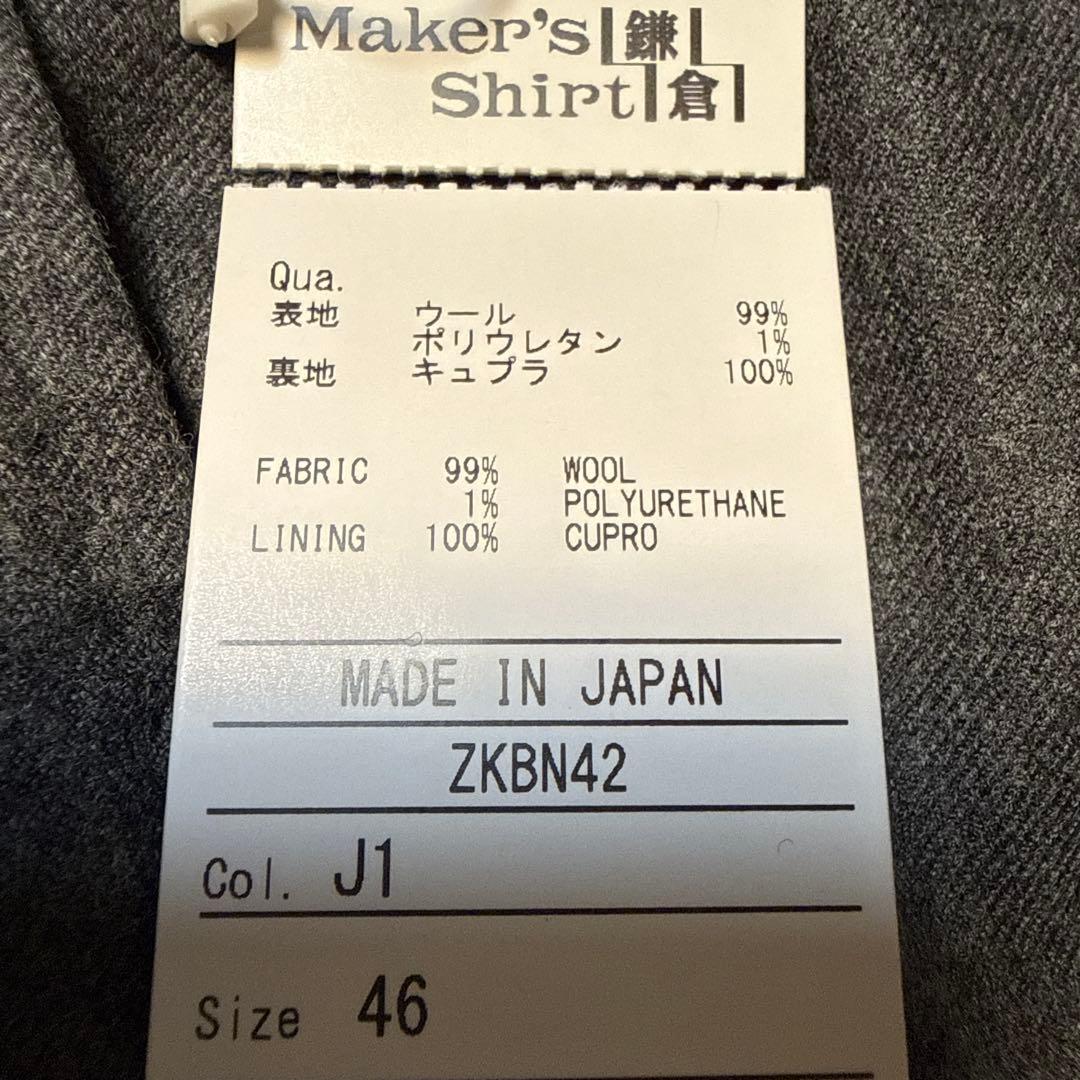 Maker's 鎌
Shirt 倉
Qua.
表地 ウール 99%
ポリウレタン 1%
裏地 キュプラ 100%
FABRIC 99% WOOL
1% POLYURETHANE
LINING 100% CUPRO
MADE IN JAPAN
ZKBN42
Col. J1
Size 46